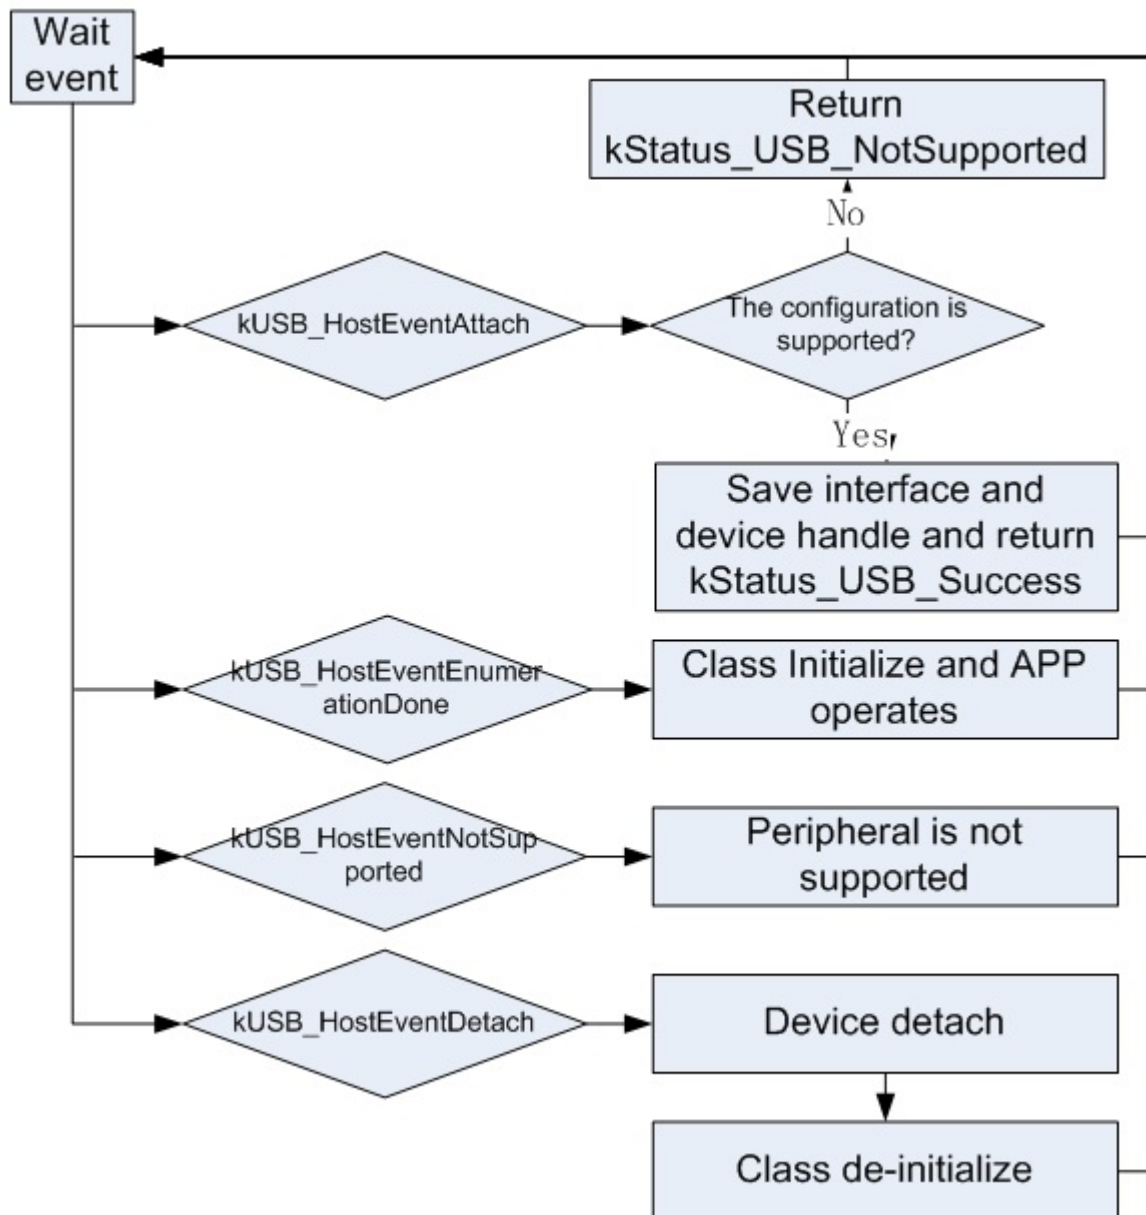 Wait
event
Return
kStatus_USB_NotSupported
No
kUSB_HostEventAttach
The configuration is
supported?
Yes
Save interface and
device handle and return
kStatus_USB_Success
kUSB_HostEventEnumer
ationDone
Class Initialize and APP
operates
kUSB_HostEventNotSup
ported
Peripheral is not
supported
kUSB_HostEventDetach
Device detach
Class de-initialize